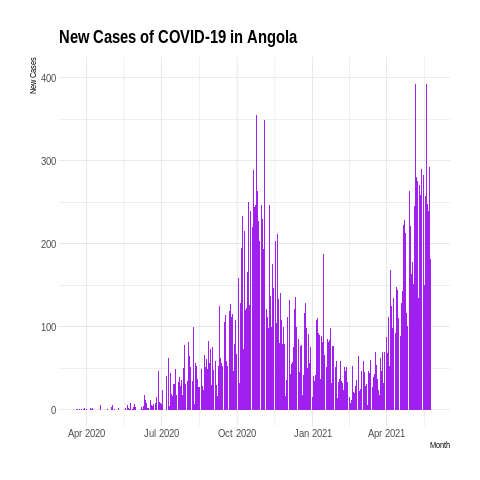 New Cases of COVID-19 in Angola
New Cases
400
300
200
100
0
Apr 2020 Jul 2020 Oct 2020 Jan 2021 Apr 2021
Month